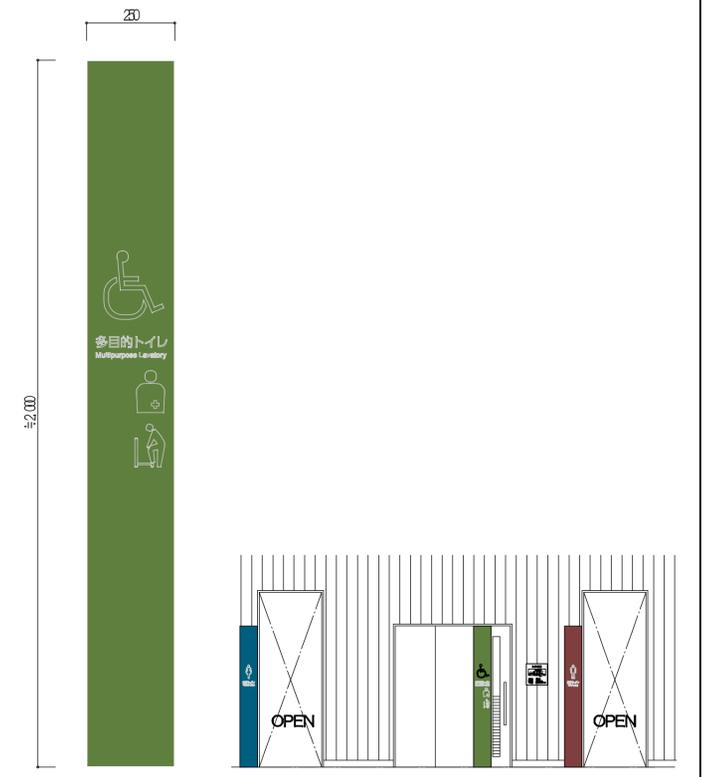 250
≒2,000
多目的トイレ
Multipurpose Lavatory
OPEN
OPEN